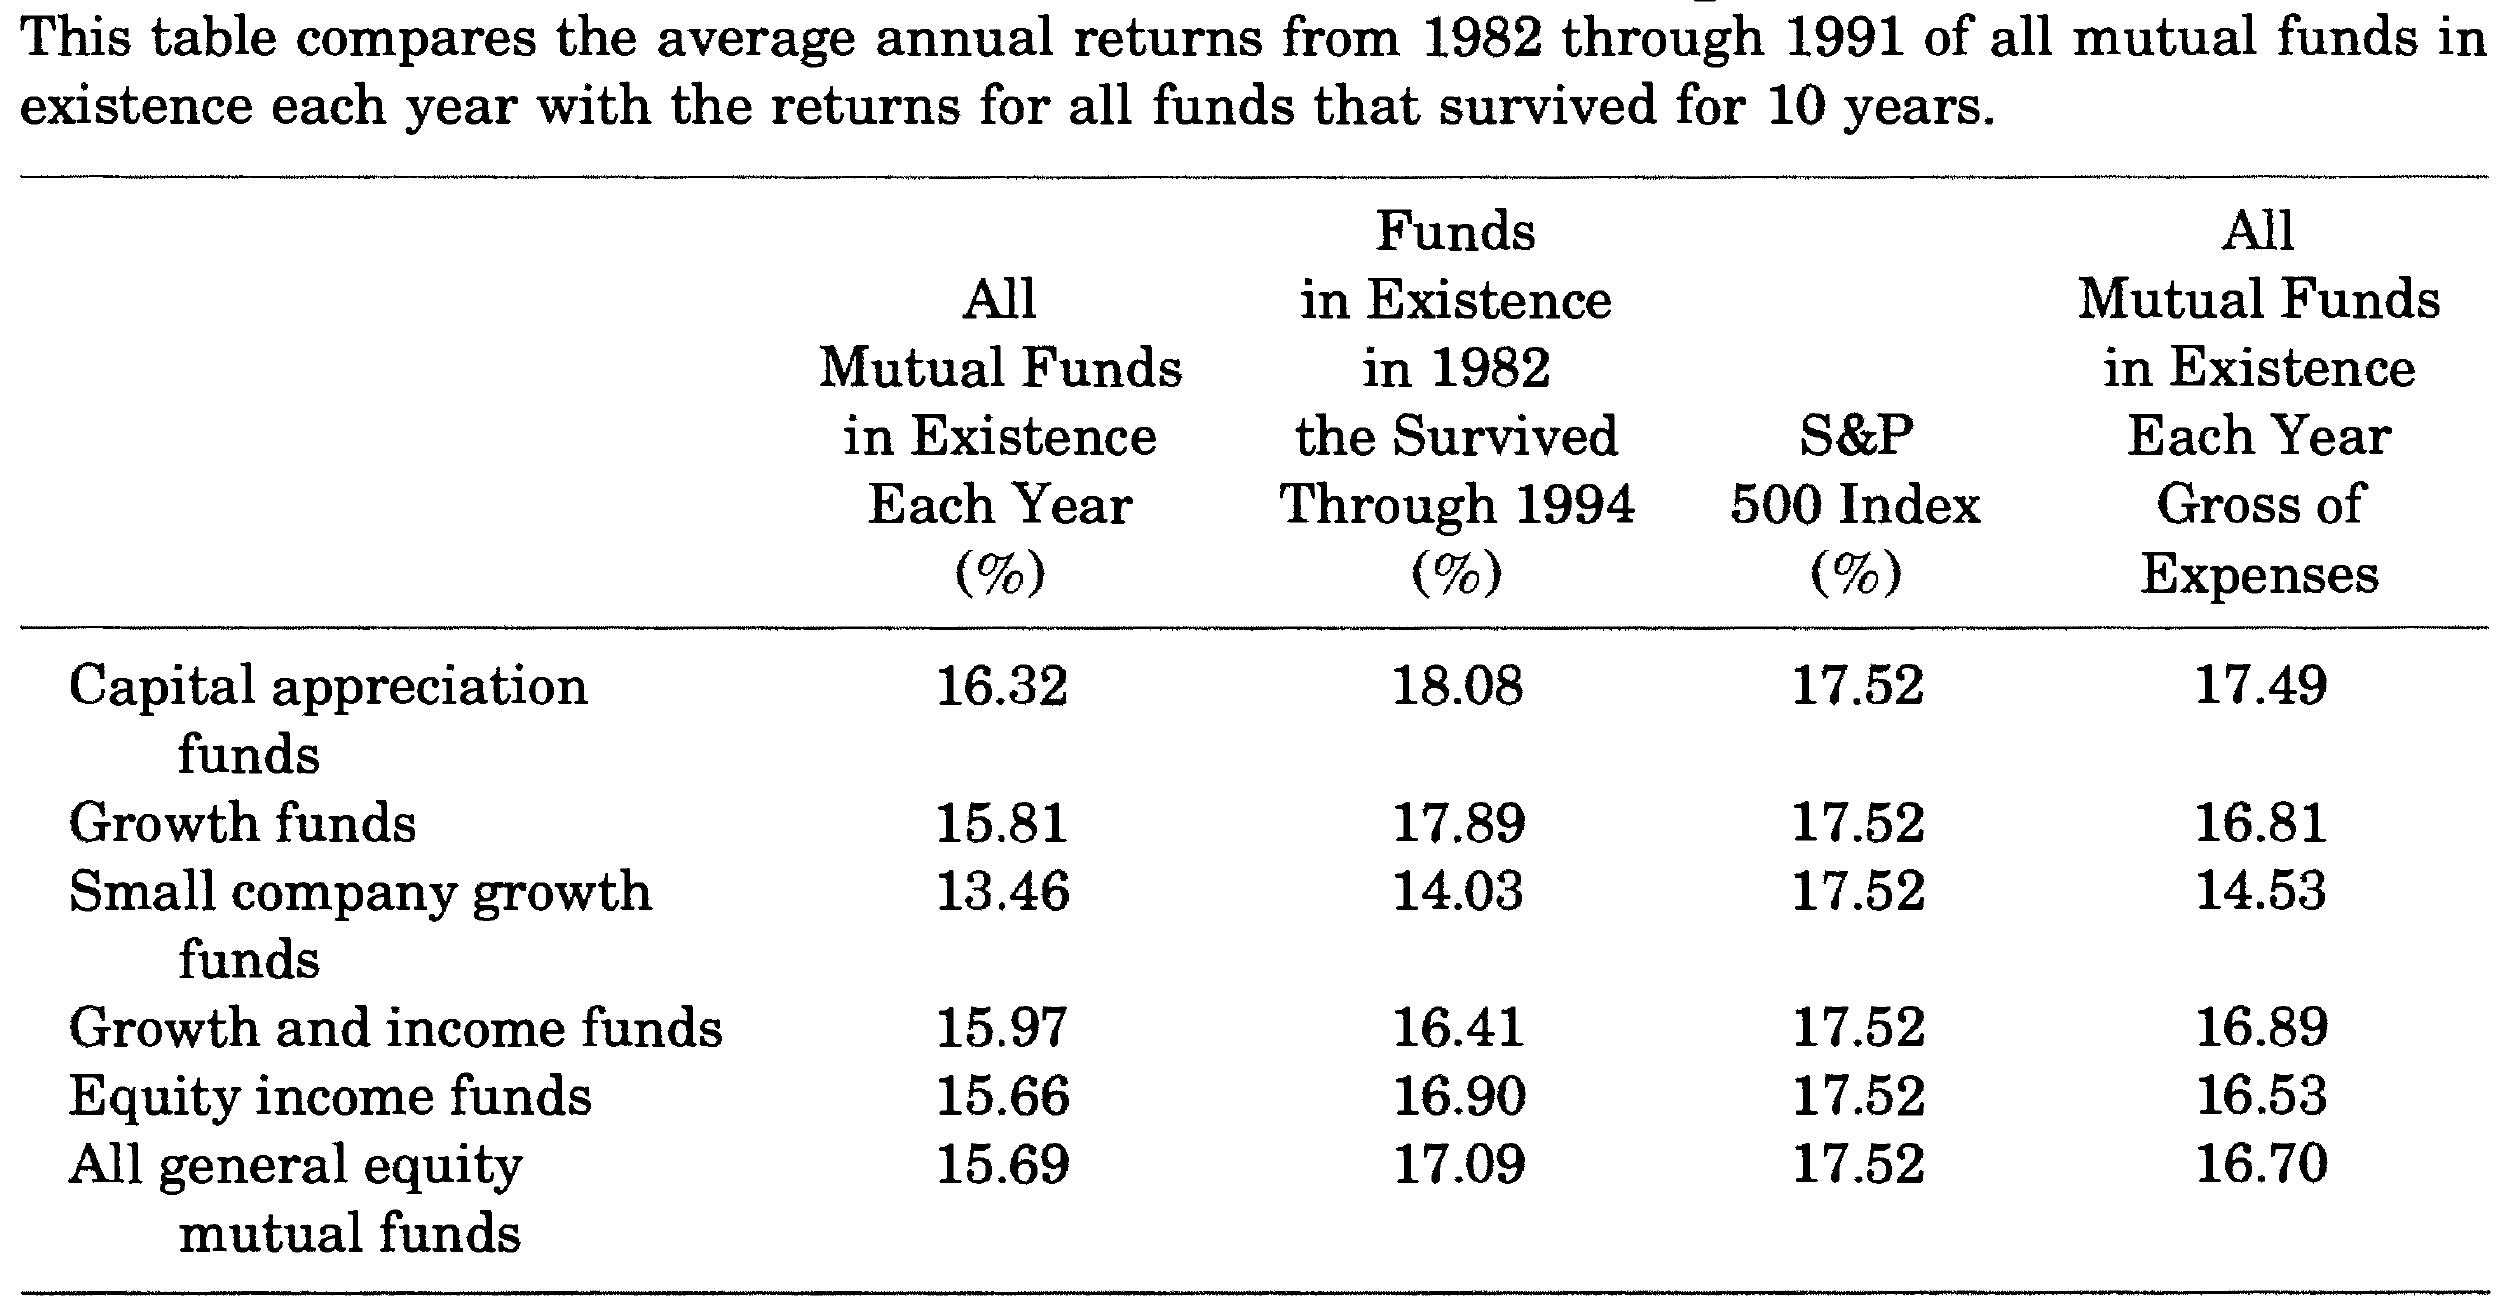 This table compares the average annual returns from 1982 through 1991 of all mutual funds in
existence each year with the returns for all funds that survived for 10 years.
Funds All
All in Existence Mutual Funds
Mutual Funds in 1982 in Existence
in Existence the Survived S&P Each Year
Each Year Through 1994 500 Index Gross of
(%) (%) (%) Expenses
Capital appreciation 16.32 18.08 17.52 17.49
funds
Growth funds 15.81 17.89 17.52 16.81
Small company growth 13.46 14.03 17.52 14.53
funds
Growth and income funds 15.97 16.41 17.52 16.89
Equity income funds 15.66 16.90 17.52 16.53
All general equity 15.69 17.09 17.52 16.70
mutual funds